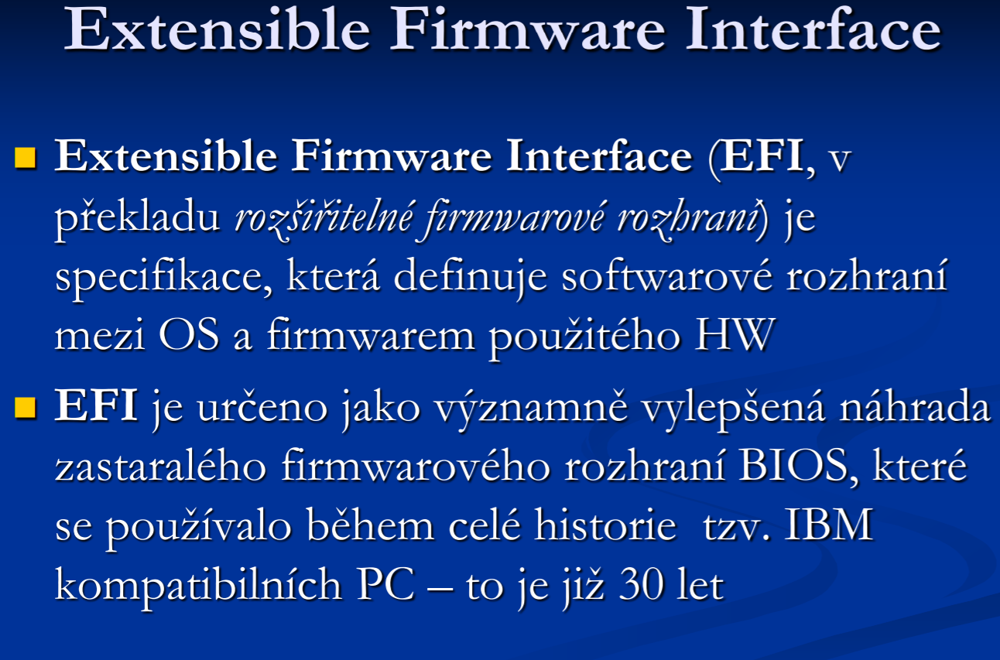 Extensible Firmware Interface
Extensible Firmware Interface (EFI, v
překladu rozšiřitelné firmwarové rozhraní) je
specifikace, která definuje softwarové rozhraní
mezi OS a firmwarem použitého HW
EFI je určeno jako významně vylepšená náhrada
zastaralého firmwarového rozhraní BIOS, které
se používalo během celé historie  tzv. IBM
kompatibilních PC – to je již 30 let